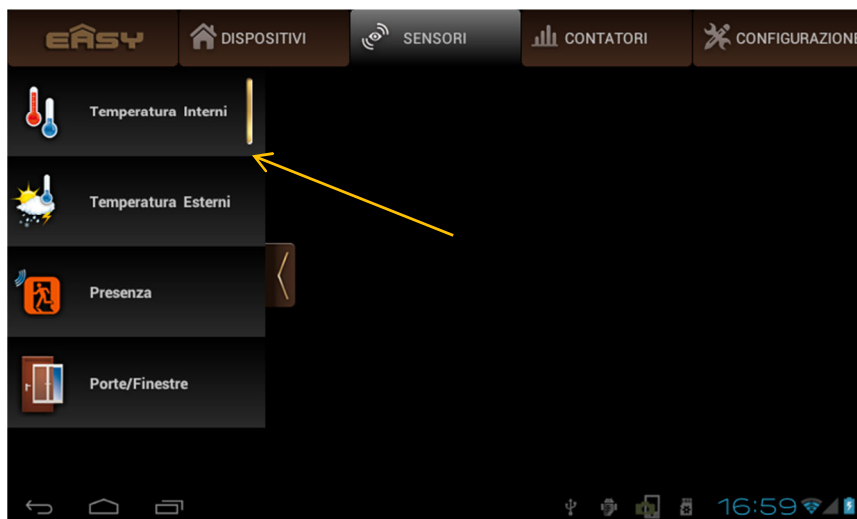 EASY
DISPOSITIVI
SENSORI
CONTATORI
CONFIGURAZIONE
Temperatura Interni
Temperatura Esterni
Presenza
Porte/Finestre
16:59